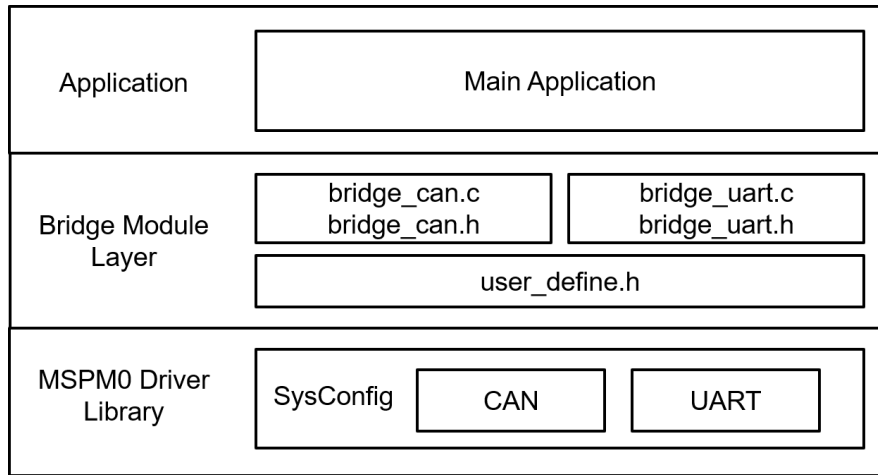 Application
Main Application
Bridge Module
Layer
bridge_can.c
bridge_can.h
bridge_uart.c
bridge_uart.h
user_define.h
MSPM0 Driver
Library
SysConfig
CAN
UART